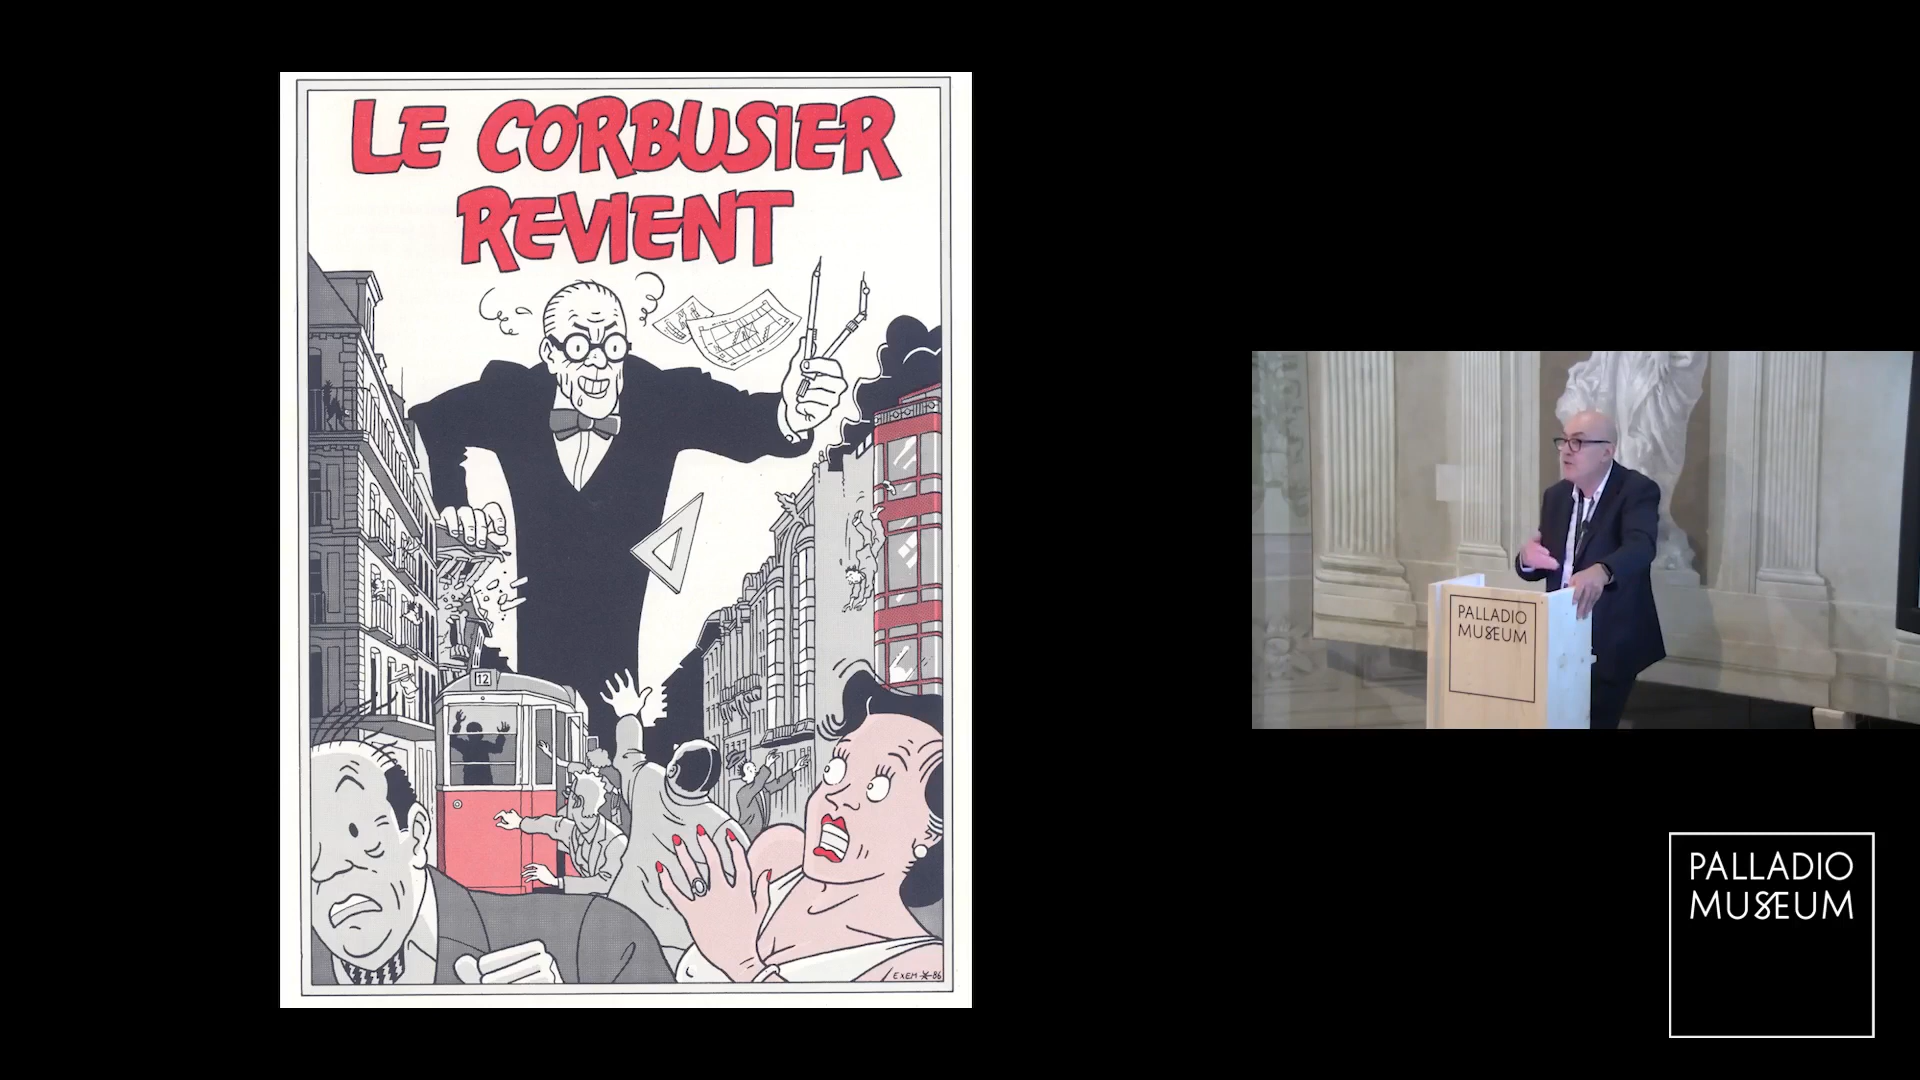 LE CORBUSIER
REVIENT
12
EXEM 86
PALLADIO
MUSEUM
PALLADIO
MUSEUM